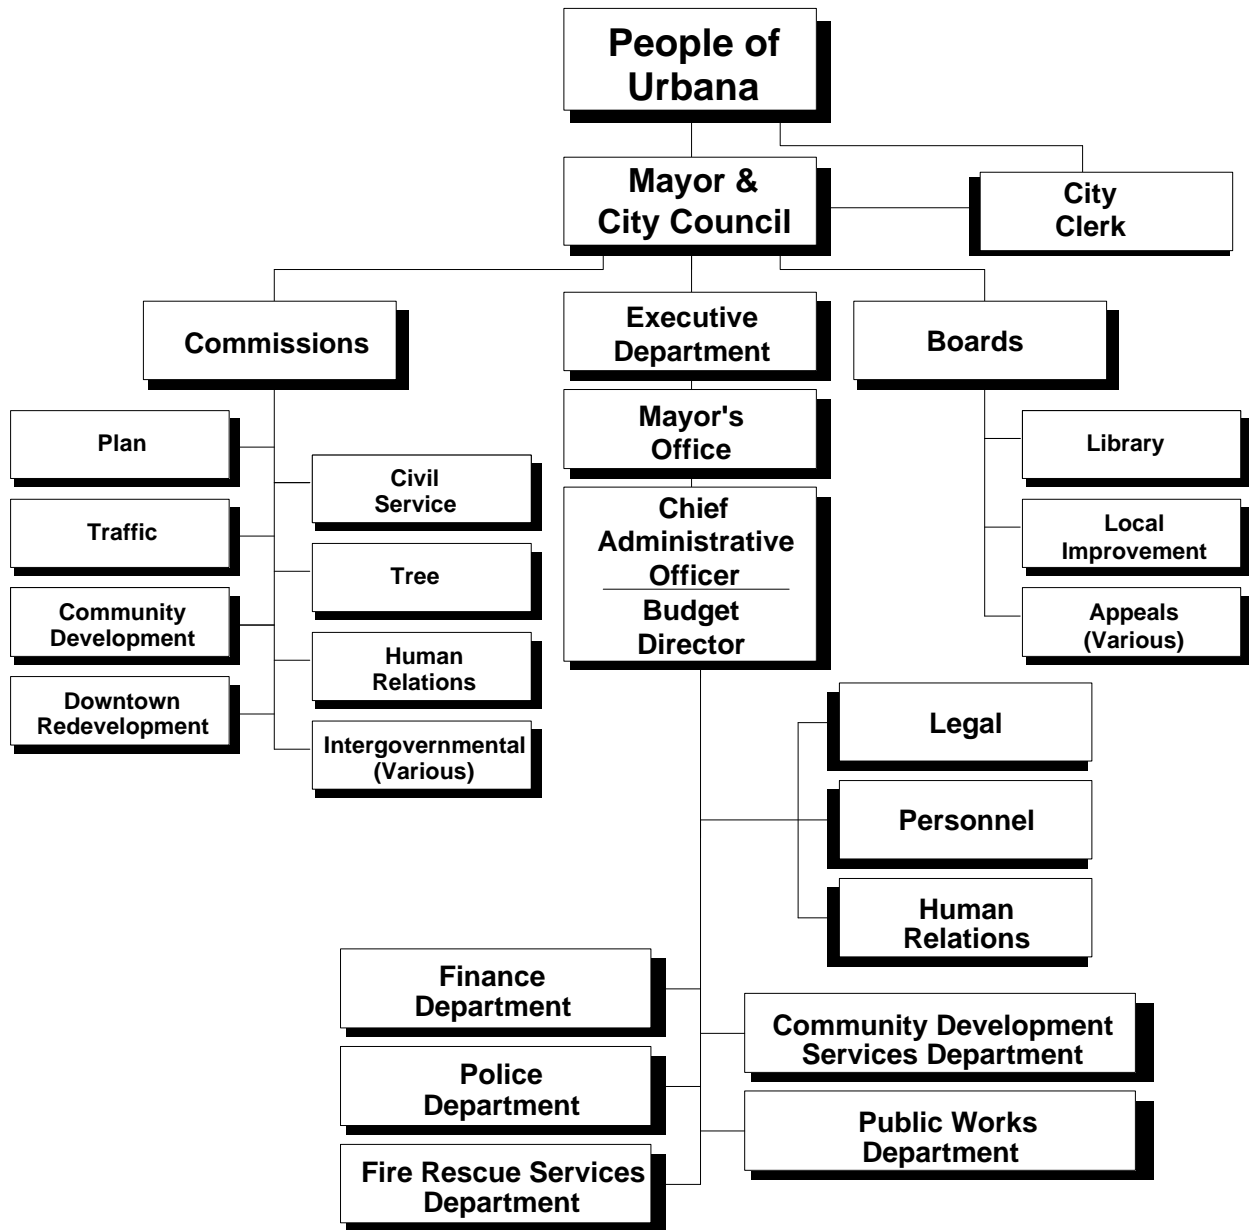 People of
Urbana
Mayor &
City Council
City
Clerk
Commissions
Executive
Department
Boards
Mayor's
Office
Chief
Administrative
Officer
Budget
Director
Plan
Traffic
Community
Development
Downtown
Redevelopment
Civil
Service
Tree
Human
Relations
Intergovernmental
(Various)
Library
Local
Improvement
Appeals
(Various)
Legal
Personnel
Human
Relations
Finance
Department
Police
Department
Fire Rescue Services
Department
Community Development
Services Department
Public Works
Department